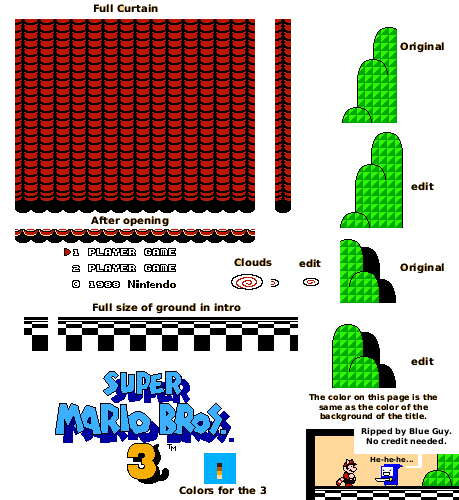 Full Curtain
Original
edit
After opening
1 PLAYER GAME
2 PLAYER GAME
© 1988 Nintendo
Clouds
edit
Original
Full size of ground in intro
edit
SUPER
MARIO BROS.
3 TM
Colors for the 3
The color on this page is the
same as the color of the
background of the title.
Ripped by Blue Guy.
No credit needed.
He-he-he...